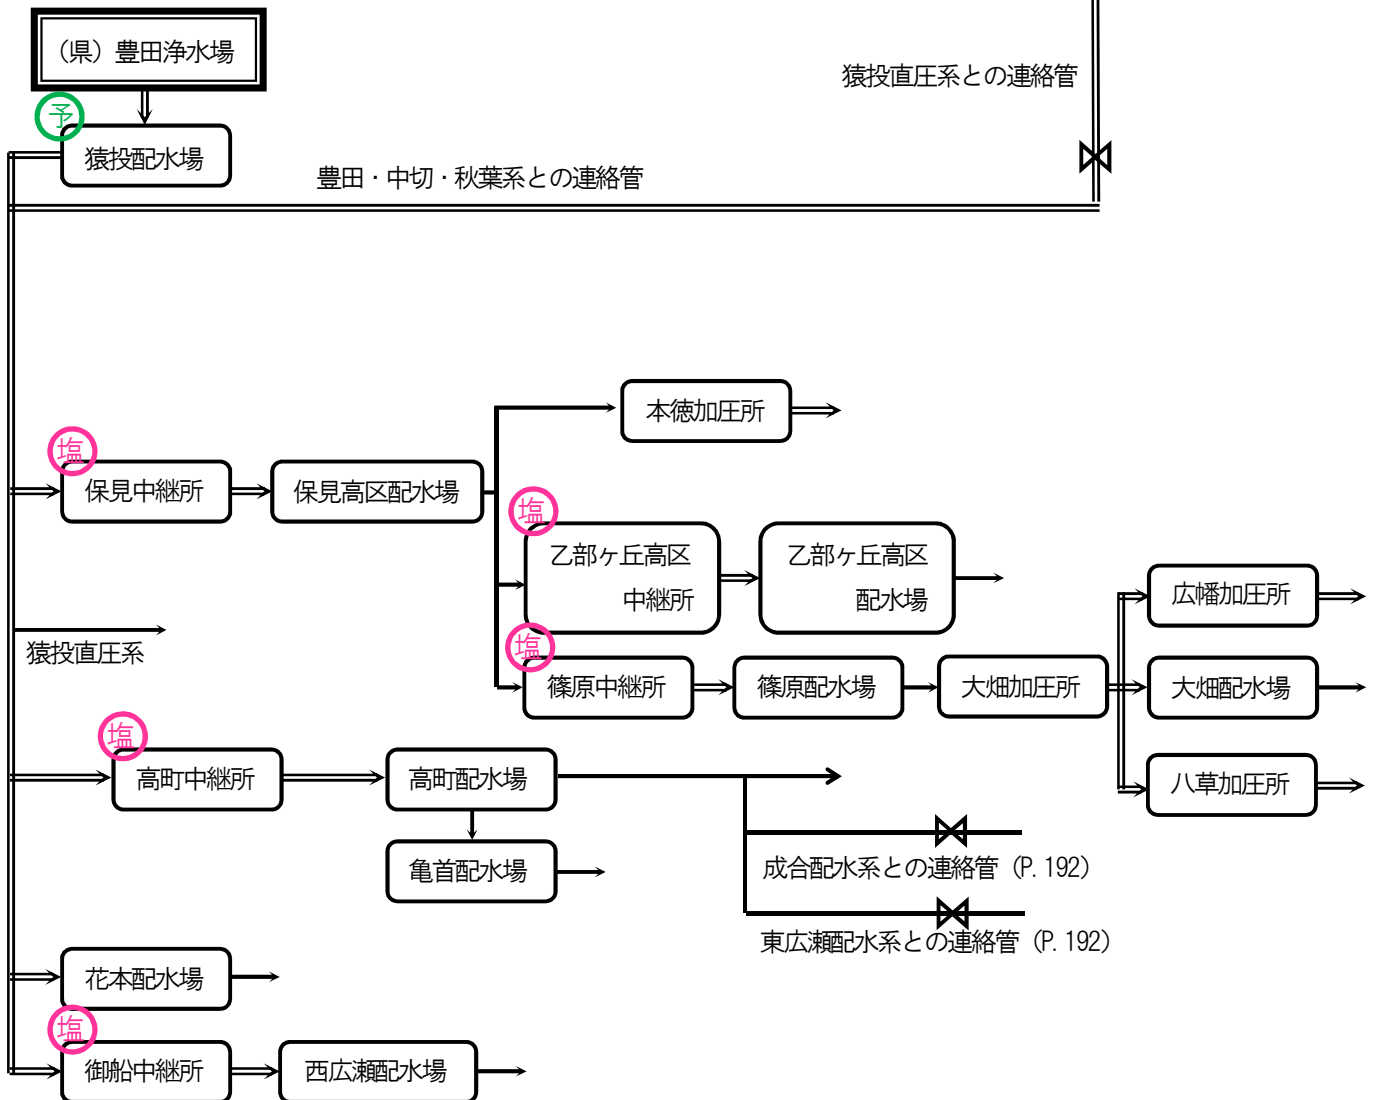 （県）豊田浄水場
猿投直圧系との連絡管
予
猿投配水場
豊田・中切・秋葉系との連絡管
本徳加圧所
塩
保見中継所
保見高区配水場
塩
乙部ヶ丘高区
中継所
乙部ヶ丘高区
配水場
広幡加圧所
猿投直圧系
塩
篠原中継所
篠原配水場
大畑加圧所
大畑配水場
塩
高町中継所
高町配水場
八草加圧所
亀首配水場
成合配水系との連絡管（P.192）
東広瀬配水系との連絡管（P.192）
花本配水場
塩
御船中継所
西広瀬配水場